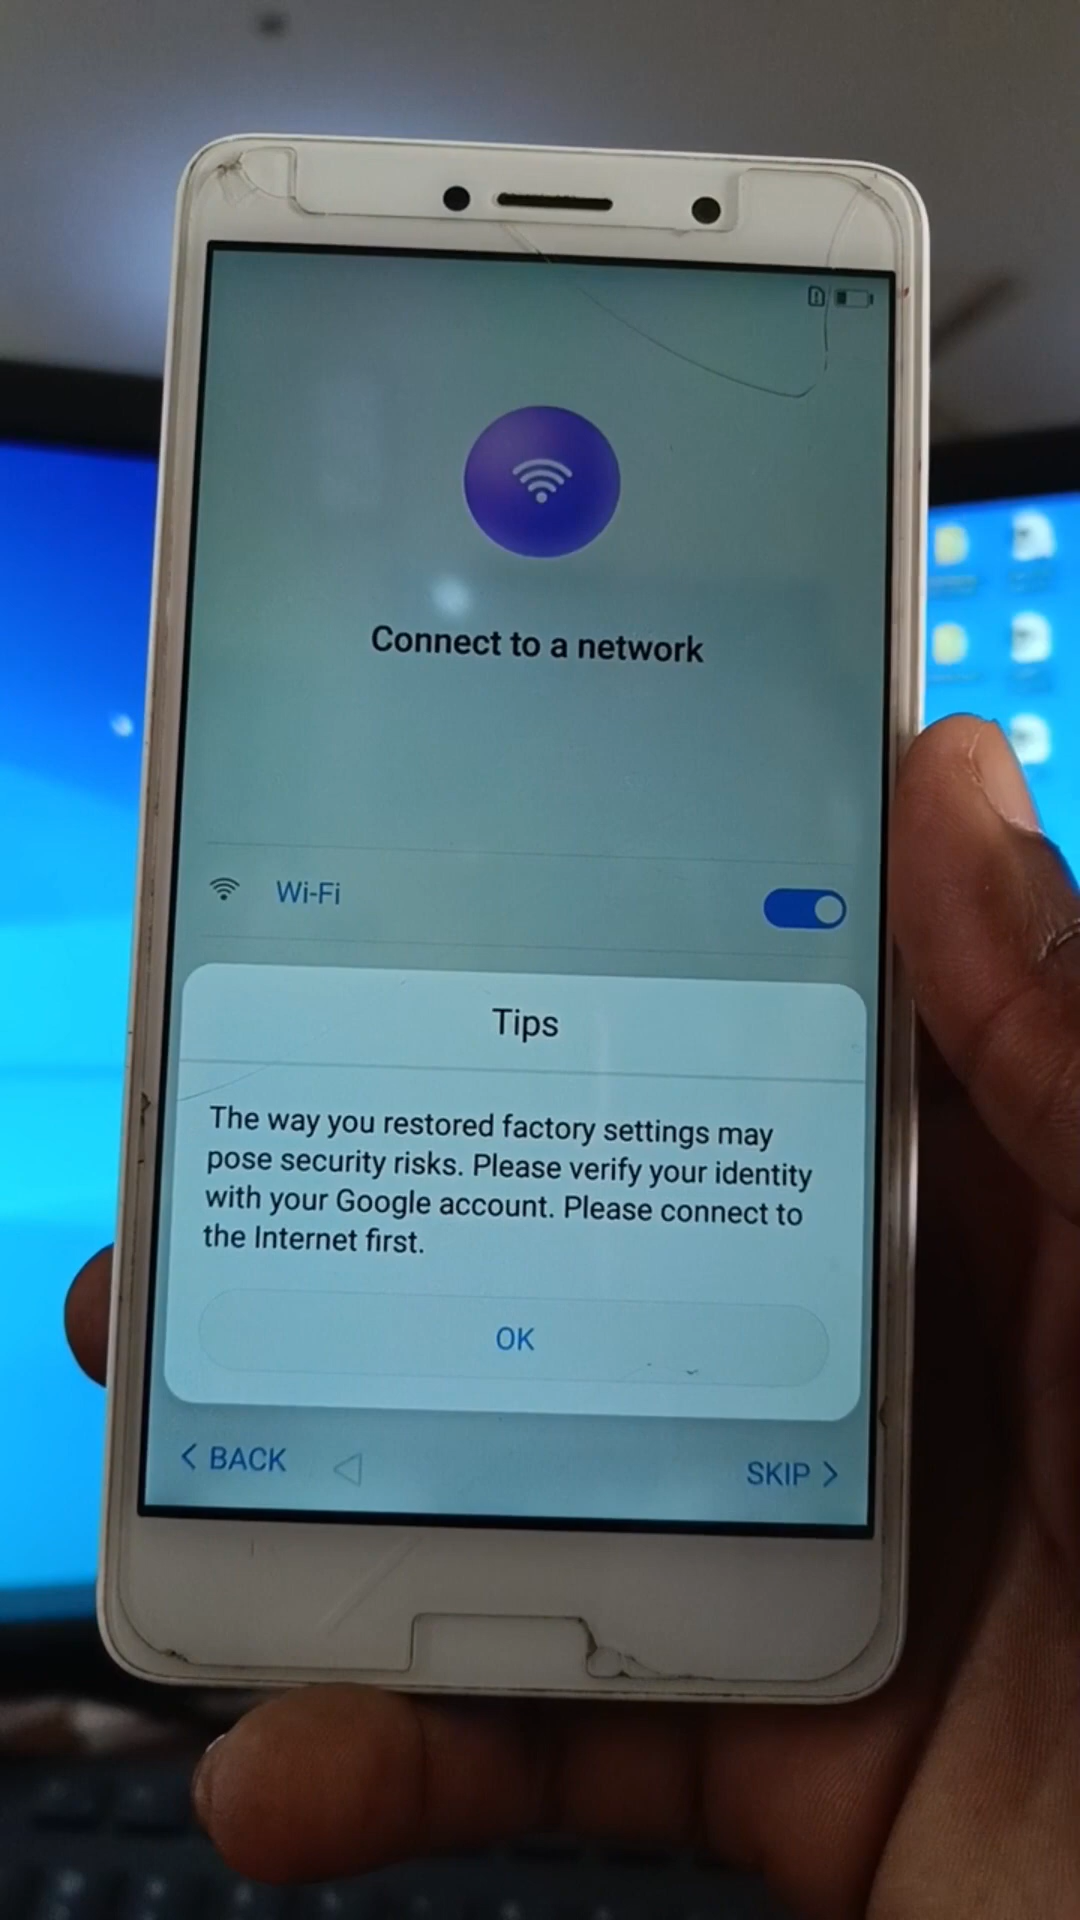 Connect to a network
Wi-Fi
Tips
The way you restored factory settings may
pose security risks. Please verify your identity
with your Google account. Please connect to
the Internet first.
OK
BACK
SKIP